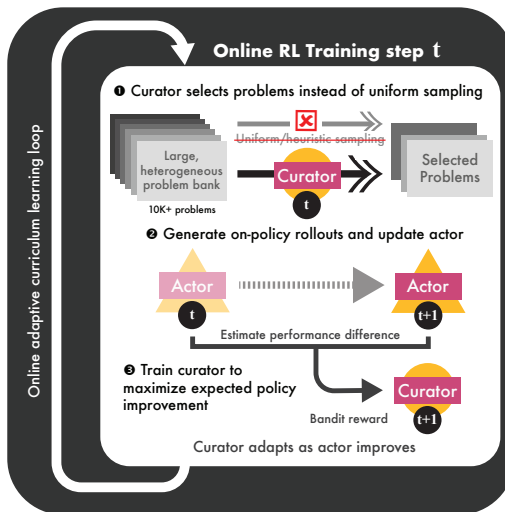 Online RL Training step t
Online adaptive curriculum learning loop
❶ Curator selects problems instead of uniform sampling
Large,
heterogeneous
problem bank
10K+ problems
Uniform/heuristic sampling
Curator
t
Selected
Problems
❷ Generate on-policy rollouts and update actor
Actor
t
Actor
t+1
Estimate performance difference
❸ Train curator to
maximize expected policy
improvement
Bandit reward
Curator
t+1
Curator adapts as actor improves